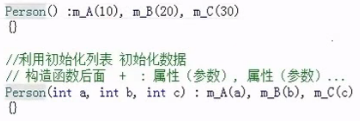 Person() :m_A(10), m_B(20), m_C(30)
{}
//利用初始化列表 初始化数据
// 构造函数后面 + : 属性(参数), 属性(参数)...
Person(int a, int b, int c) : m_A(a), m_B(b), m_C(c)
{}